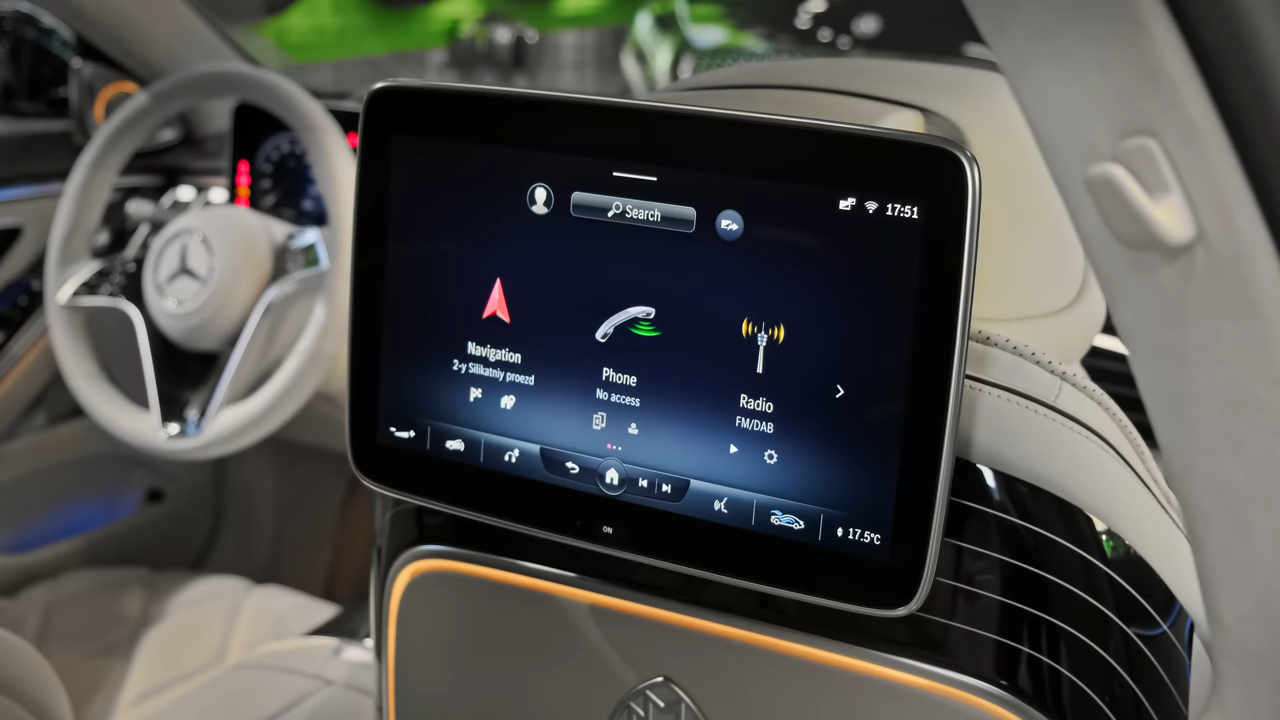 Search
17:51
Navigation
2-y Silikatniy proezd
Phone
No access
Radio
FM/DAB
17.5°C
ON